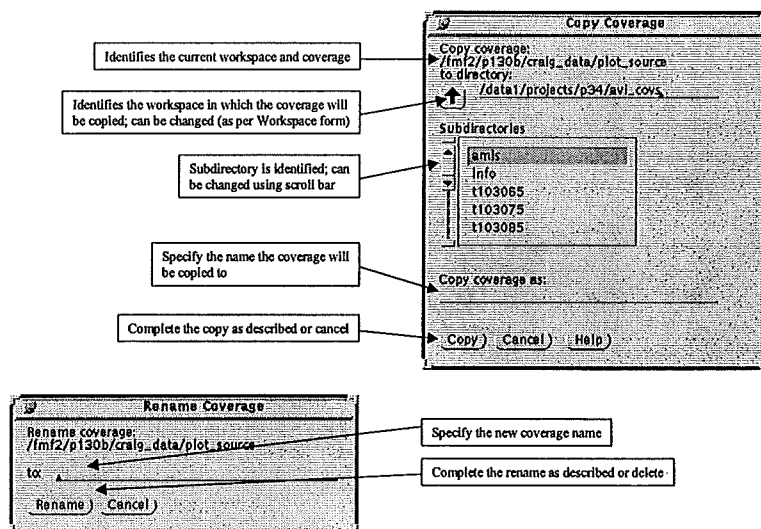 Copy Coverage
Identifies the current workspace and coverage
Copy coverage:
/fmf2/p130b/craig_data/plot_source
to directory:
/data1/projects/p34/avi_covs
Identifies the workspace in which the coverage will
be copied; can be changed (as per Workspace form)
Subdirectories
Subdirectory is identified; can
be changed using scroll bar
amls
info
t103065
t103075
t103085
Specify the name the coverage will
be copied to
Copy coverage as:
Complete the copy as described or cancel
Copy
Cancel
Help
Rename Coverage
Rename coverage:
/fmf2/p130b/craig_data/plot_source
to:
Rename
Cancel
Specify the new coverage name
Complete the rename as described or delete